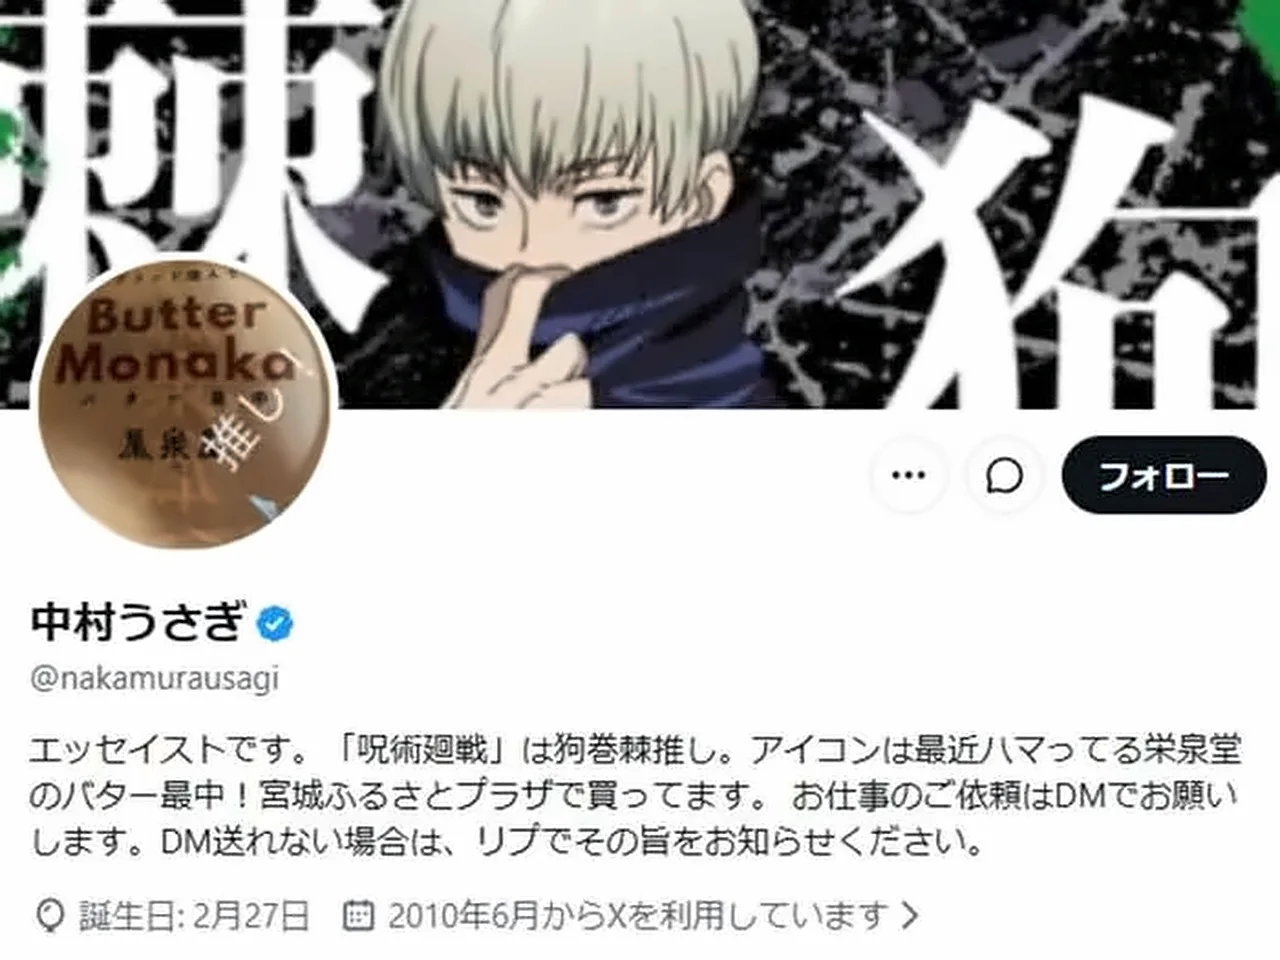 棘
狗
Butter
Monaka
バター最中
推し
フォロー
中村うさぎ
@nakamurausagi
エッセイストです。「呪術廻戦」は狗巻棘推し。アイコンは最近ハマってる栄泉堂
のバター最中！宮城ふるさとプラザで買ってます。 お仕事のご依頼はDMでお願い
します。DM送れない場合は、リプでその旨をお知らせください。
誕生日: 2月27日 2010年6月からXを利用しています